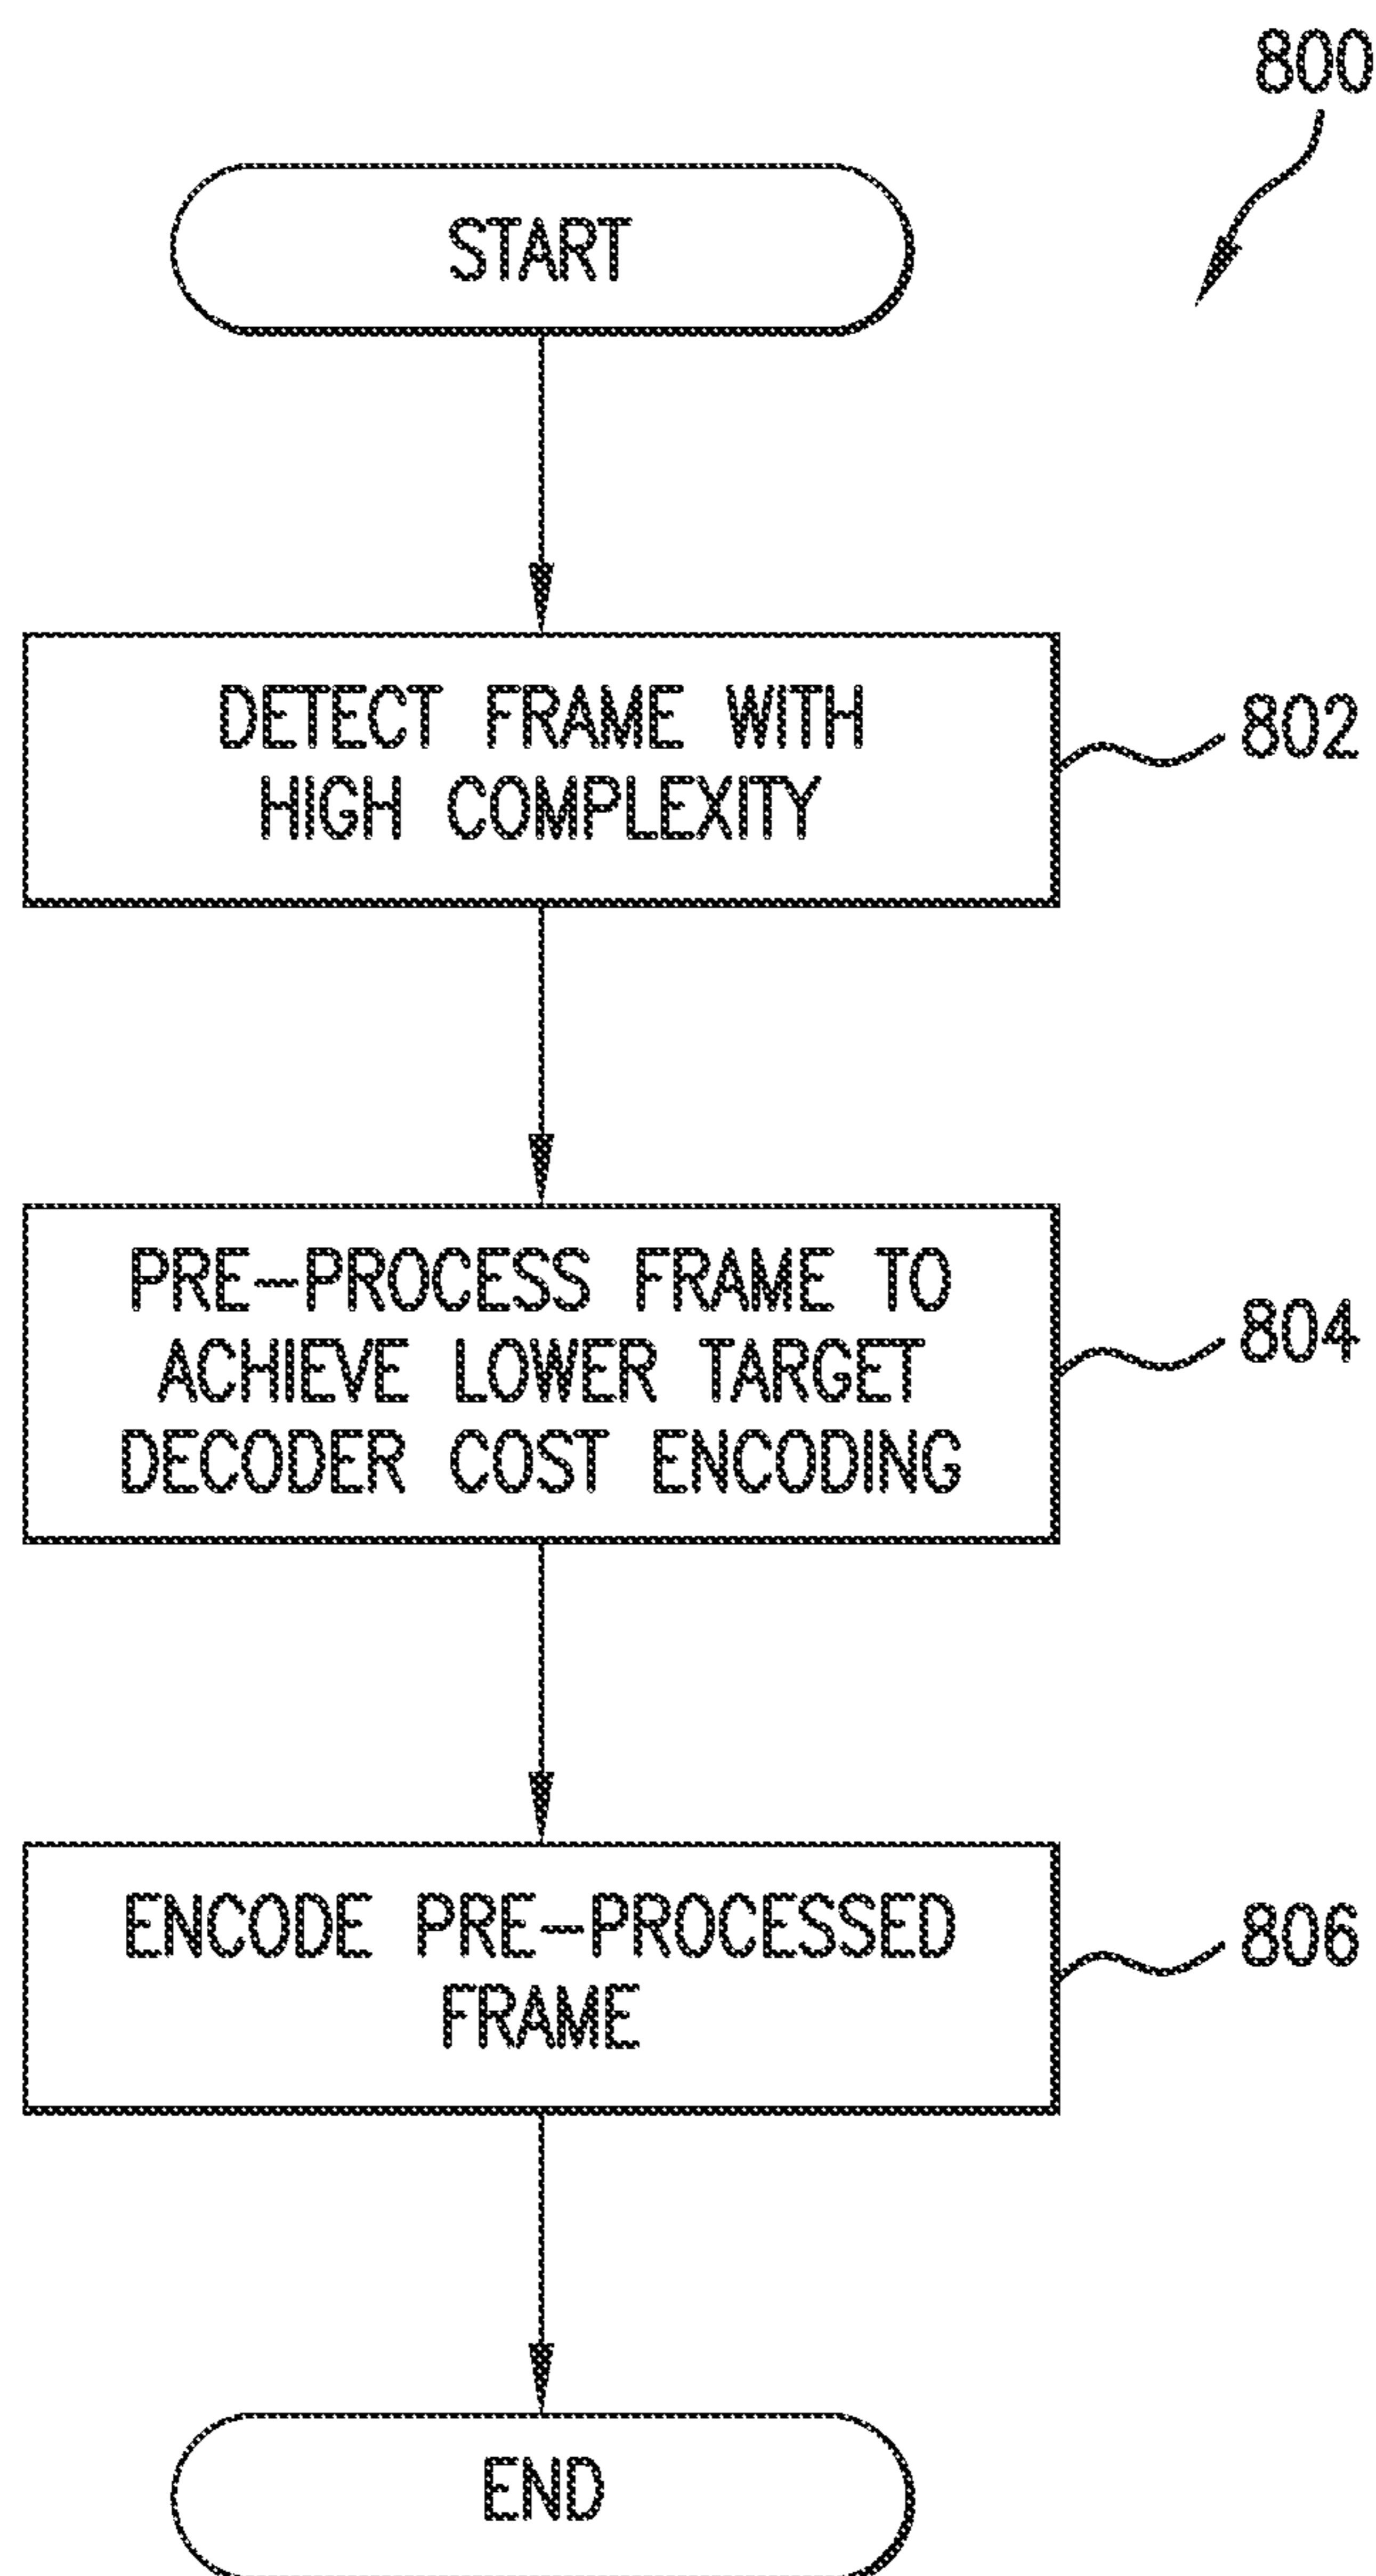 800
START
DETECT FRAME WITH
HIGH COMPLEXITY
802
PRE-PROCESS FRAME TO
ACHIEVE LOWER TARGET
DECODER COST ENCODING
804
ENCODE PRE-PROCESSED
FRAME
806
END